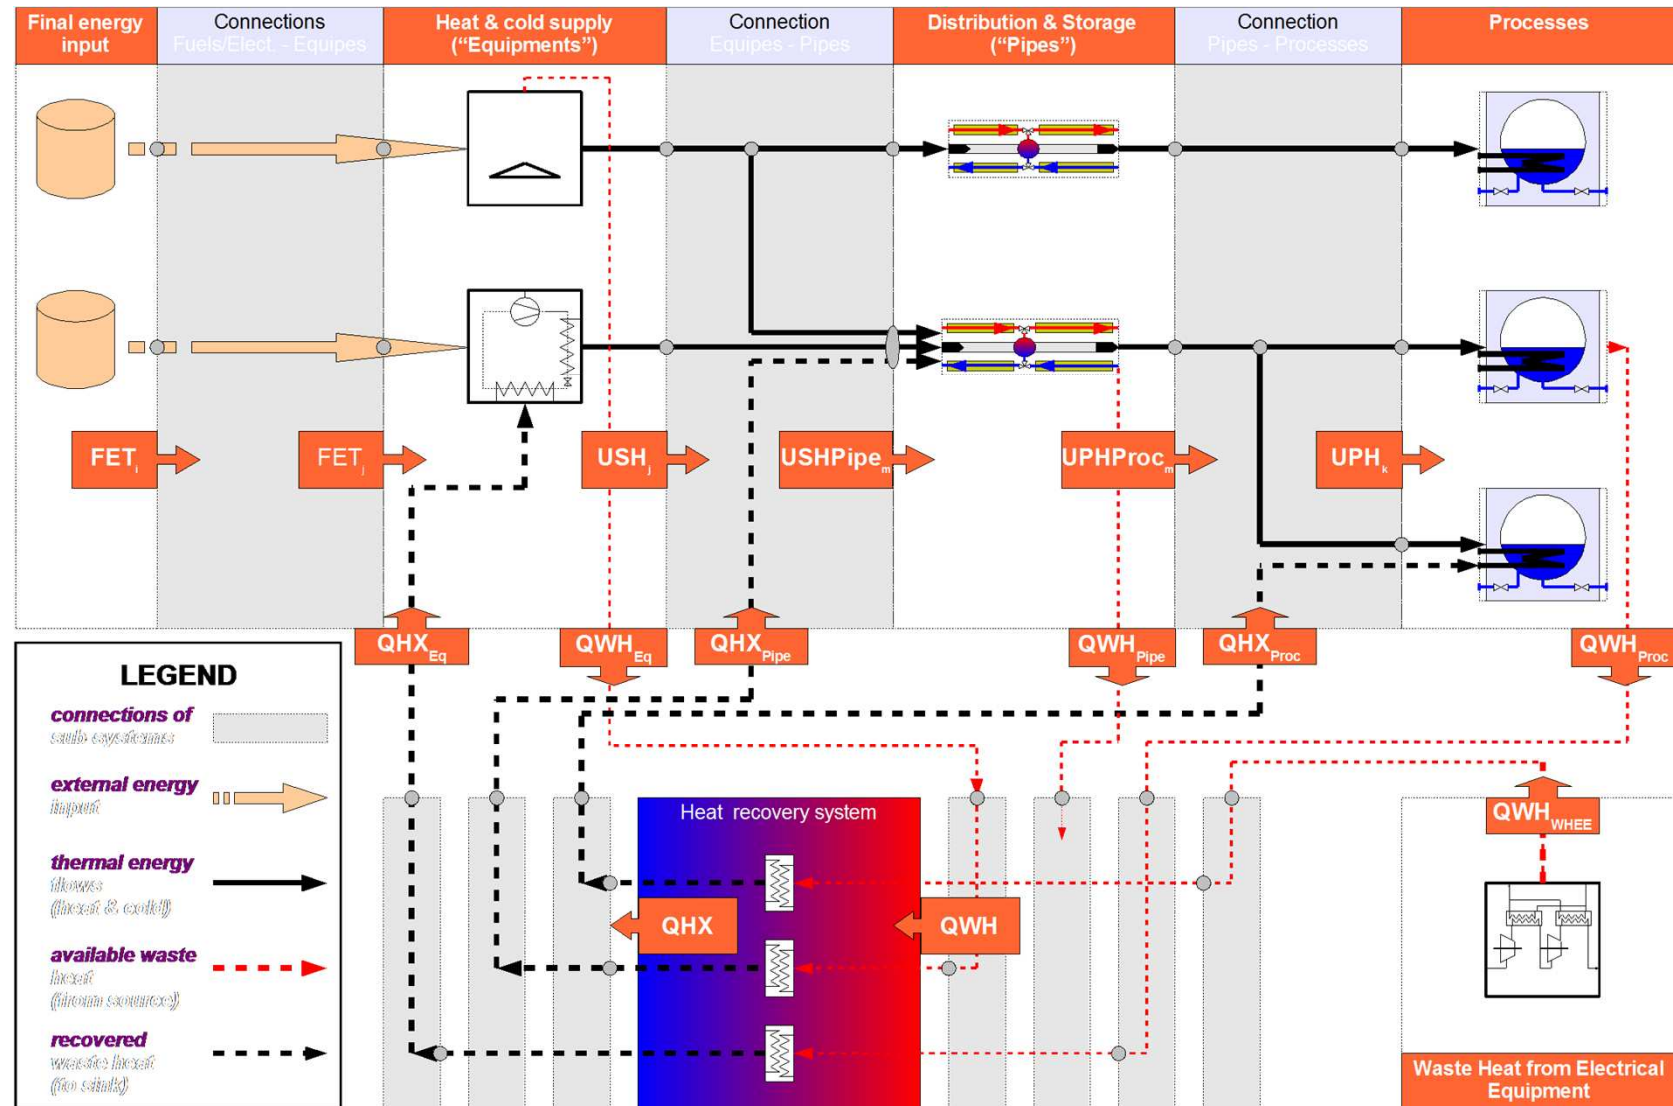 Final energy
input
Connections
Fuels/Elect. - Equipes
Heat & cold supply
(“Equipments”)
Connection
Equipes - Pipes
Distribution & Storage
(“Pipes”)
Connection
Pipes - Processes
Processes
FETi
FETj
USHj
USHPipem
UPHProcm
UPHk
QHXEq
QWHEq
QHXPipe
QWHPipe
QHXProc
QWHProc
LEGEND
connections of
sub systems
external energy
input
thermal energy
flows
(heat & cold)
available waste
heat
(from source)
recovered
waste heat
(to sink)
Heat recovery system
QHX
QWH
QWHWHEE
Waste Heat from Electrical
Equipment